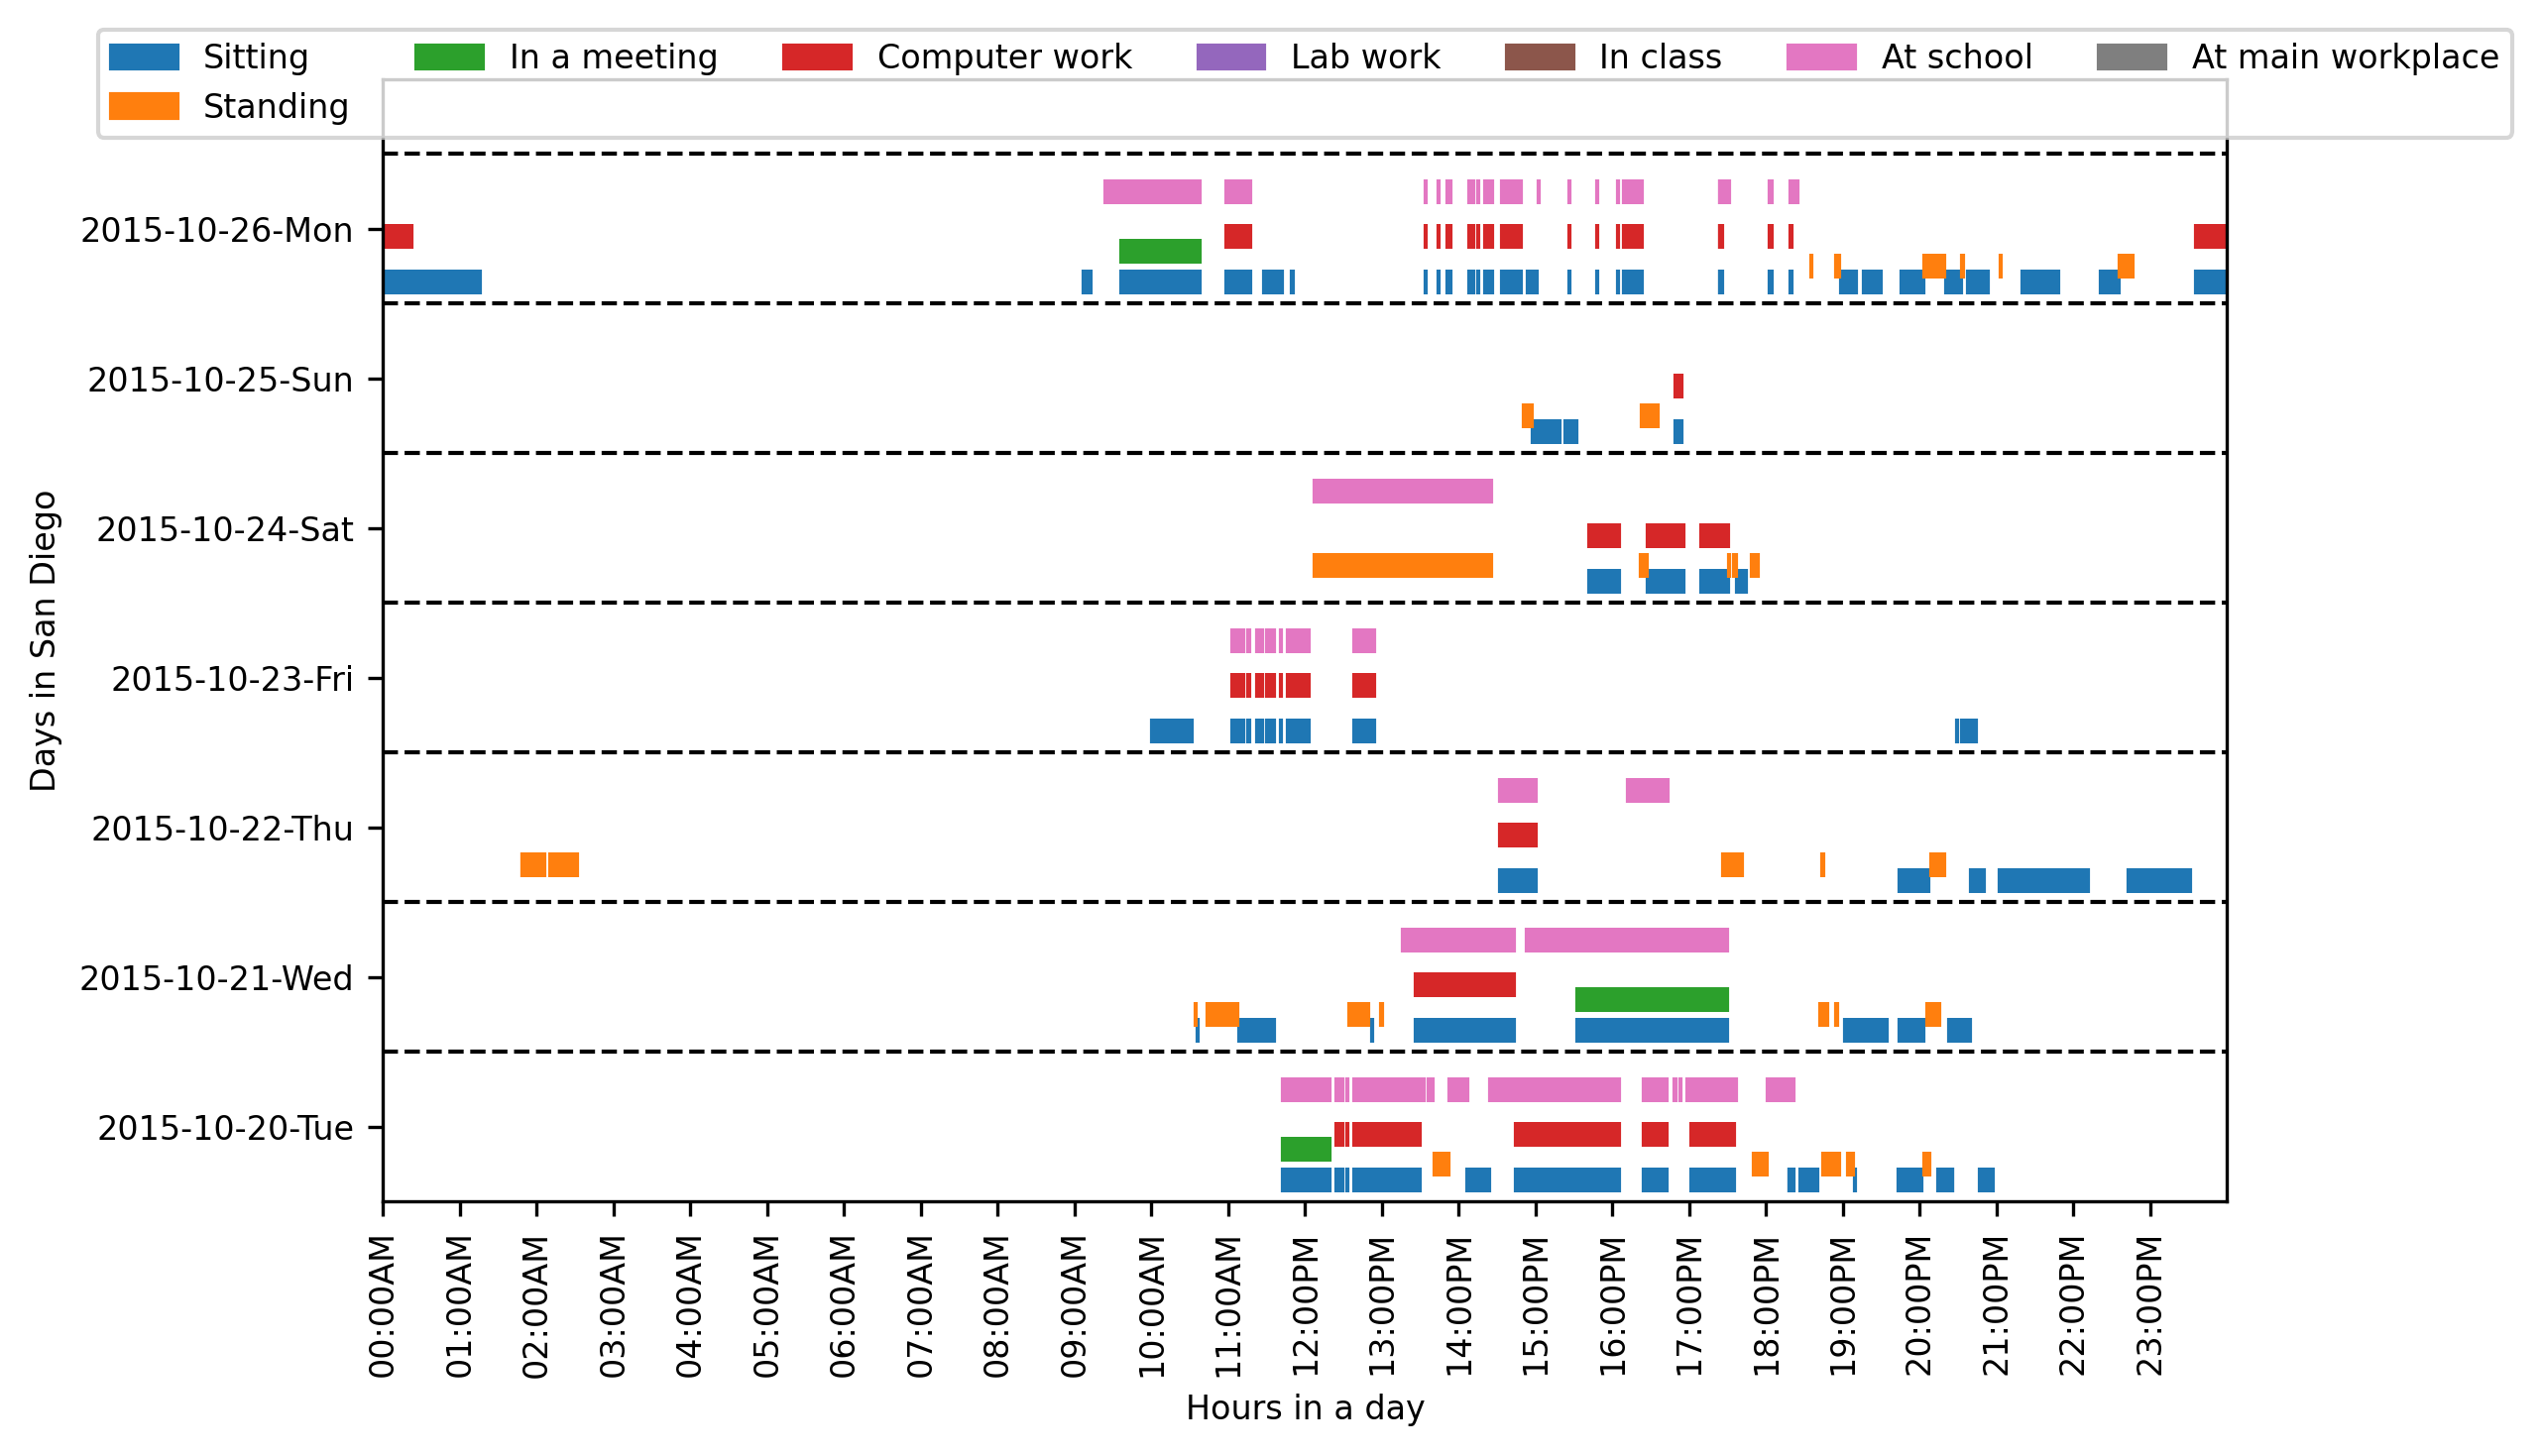 Sitting In a meeting Computer work Lab work In class At school At main workplace
Standing
2015-10-26-Mon
2015-10-25-Sun
2015-10-24-Sat
2015-10-23-Fri
2015-10-22-Thu
2015-10-21-Wed
2015-10-20-Tue
Days in San Diego
00:00AM
01:00AM
02:00AM
03:00AM
04:00AM
05:00AM
06:00AM
07:00AM
08:00AM
09:00AM
10:00AM
11:00AM
12:00PM
13:00PM
14:00PM
15:00PM
16:00PM
17:00PM
18:00PM
19:00PM
20:00PM
21:00PM
22:00PM
23:00PM
Hours in a day